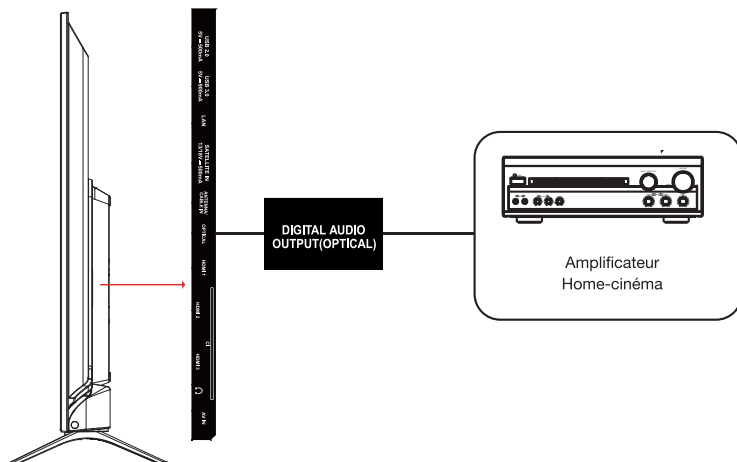 USB 2.0
5V⎓500mA
USB 3.0
5V⎓900mA
LAN
SATELLITE IN
13/18V⎓500mA
ANTENNA/
CABLE IN
OPTICAL
HDMI 1
HDMI 2
CI
HDMI 3
AV IN
DIGITAL AUDIO
OUTPUT(OPTICAL)
Amplificateur
Home-cinéma